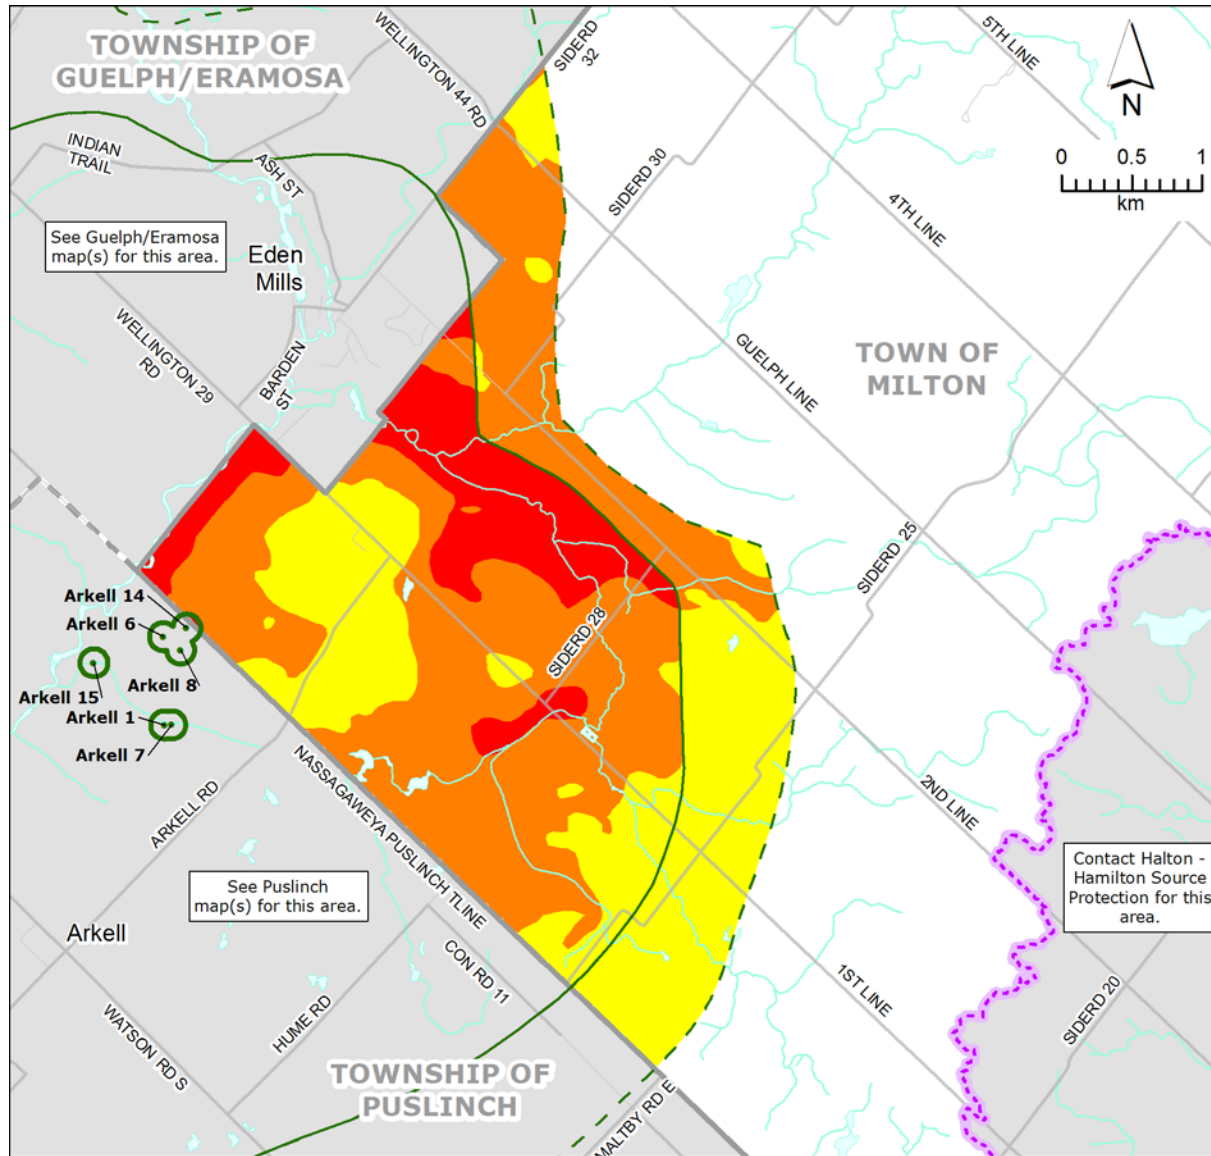 TOWNSHIP OF
GUELPH/ERAMOSA
WELLINGTON 44 RD
SIDERD
32
5TH LINE
N
0 0.5 1
km
INDIAN
TRAIL
ASH ST
SIDERD 30
4TH LINE
See Guelph/Eramosa
map(s) for this area.
Eden
Mills
WELLINGTON 29
RD
BARDEN
ST
GUELPH LINE
TOWN OF
MILTON
SIDERD 25
Arkell 14
Arkell 6
Arkell 8
Arkell 15
Arkell 1
Arkell 7
SIDERD 28
NASSAGAWEYA PUSLINCH TLINE
ARKELL RD
2ND LINE
See Puslinch
map(s) for this area.
Contact Halton -
Hamilton Source
Protection for this
area.
Arkell
CON RD 11
1ST LINE
HUME RD
WATSON RD S
SIDERD 20
TOWNSHIP OF
PUSLINCH
MALTBY RD E